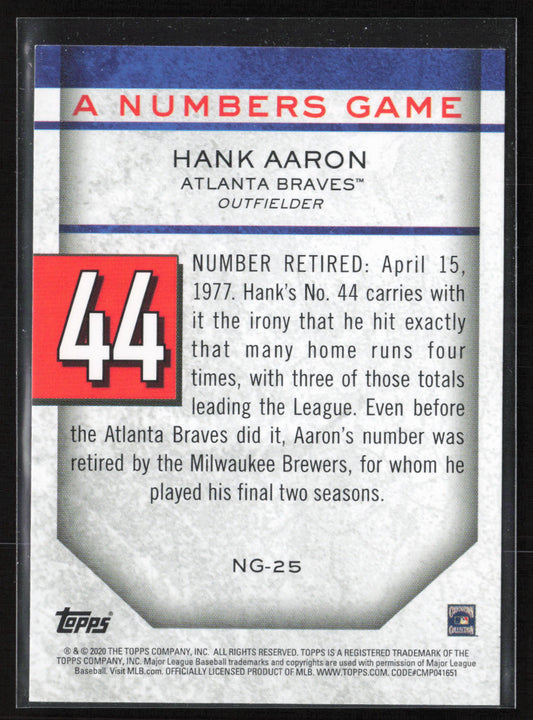 A NUMBERS GAME
HANK AARON
ATLANTA BRAVES™
OUTFIELDER
44
NUMBER RETIRED: April 15,
1977. Hank's No. 44 carries with
it the irony that he hit exactly
that many home runs four
times, with three of those totals
leading the League. Even before
the Atlanta Braves did it, Aaron's number was
retired by the Milwaukee Brewers, for whom he
played his final two seasons.
NG-25
topps
COOPERSTOWN
COLLECTION
® & © 2020 THE TOPPS COMPANY, INC. ALL RIGHTS RESERVED. TOPPS IS A REGISTERED TRADEMARK OF THE
TOPPS COMPANY, INC. Major League Baseball trademarks and copyrights are used with permission of Major League
Baseball. Visit MLB.com. OFFICIALLY LICENSED PRODUCT OF MLB. WWW.TOPPS.COM. CODE#CMP041651